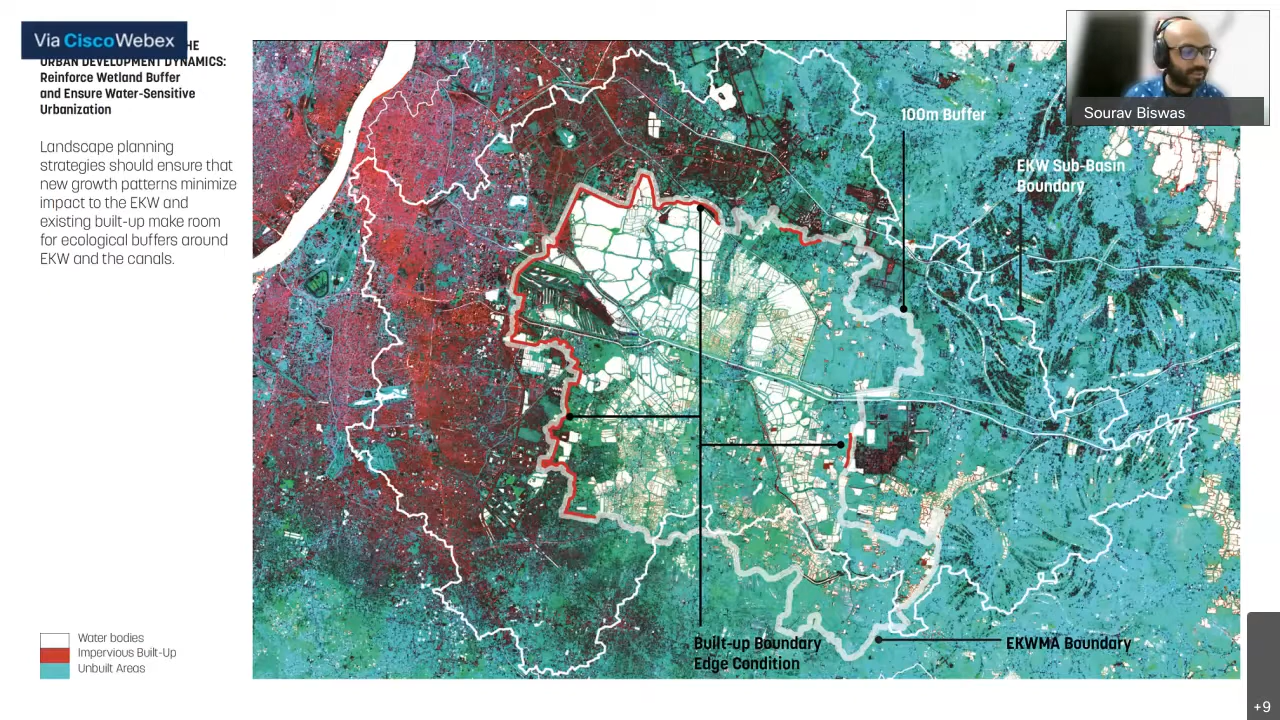 Via Cisco Webex
HE
URBAN DEVELOPMENT DYNAMICS:
Reinforce Wetland Buffer
and Ensure Water-Sensitive
Urbanization
Landscape planning
strategies should ensure that
new growth patterns minimize
impact to the EKW and
existing built-up make room
for ecological buffers around
EKW and the canals.
Water bodies
Impervious Built-Up
Unbuilt Areas
100m Buffer
EKW Sub-Basin
Boundary
Built-up Boundary
Edge Condition
EKWMA Boundary
Sourav Biswas
+9